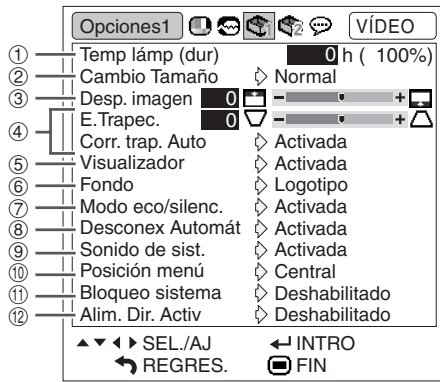 Opciones1 VÍDEO
① Temp lámp (dur) 0 h ( 100%)
② Cambio Tamaño Normal
③ Desp. imagen 0 - +
④ E.Trapec. 0 - +
Corr. trap. Auto Activada
⑤ Visualizador Activada
⑥ Fondo Logotipo
⑦ Modo eco/silenc. Activada
⑧ Desconex Automát Activada
⑨ Sonido de sist. Activada
⑩ Posición menú Central
⑪ Bloqueo sistema Deshabilitado
⑫ Alim. Dir. Activ Deshabilitado
SEL./AJ INTRO
REGRES. FIN